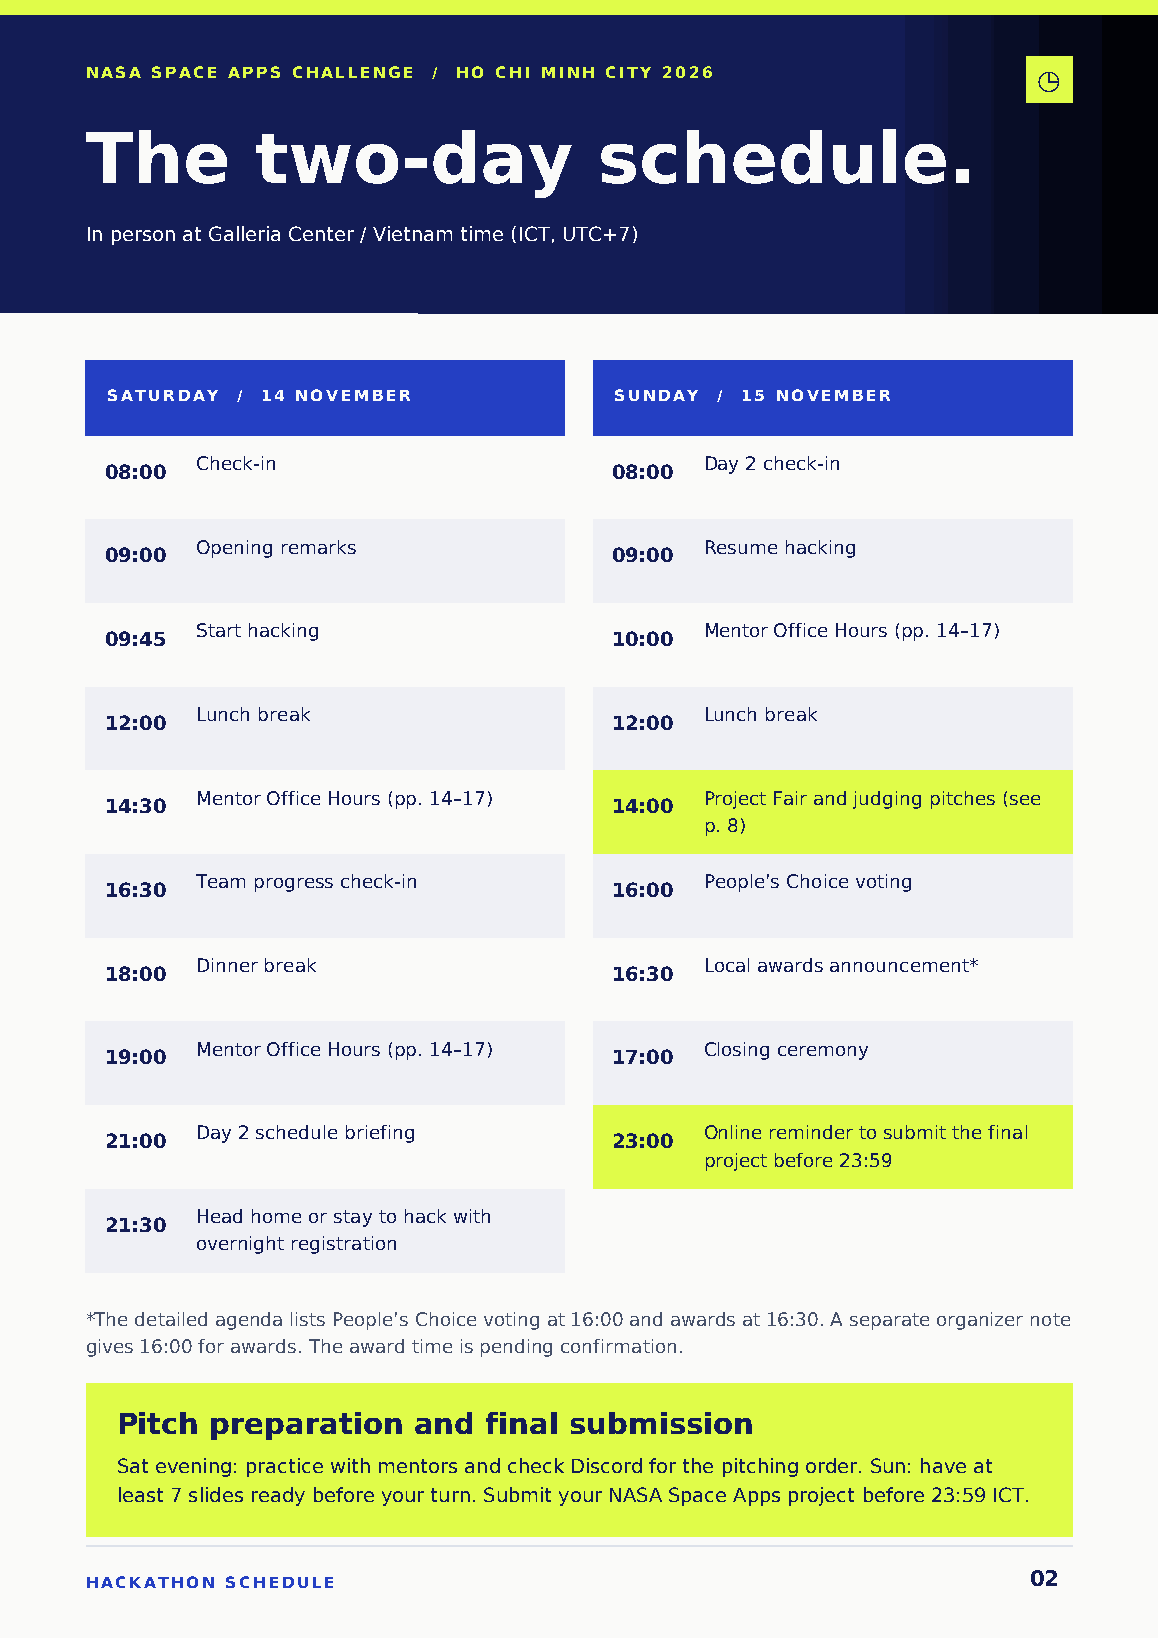 NASA SPACE APPS CHALLENGE / HO CHI MINH CITY 2026
The two-day schedule.
In person at Galleria Center / Vietnam time (ICT, UTC+7)
SATURDAY / 14 NOVEMBER
08:00 Check-in
09:00 Opening remarks
09:45 Start hacking
12:00 Lunch break
14:30 Mentor Office Hours (pp. 14–17)
16:30 Team progress check-in
18:00 Dinner break
19:00 Mentor Office Hours (pp. 14–17)
21:00 Day 2 schedule briefing
21:30 Head home or stay to hack with
overnight registration
SUNDAY / 15 NOVEMBER
08:00 Day 2 check-in
09:00 Resume hacking
10:00 Mentor Office Hours (pp. 14–17)
12:00 Lunch break
14:00 Project Fair and judging pitches (see
p. 8)
16:00 People’s Choice voting
16:30 Local awards announcement*
17:00 Closing ceremony
23:00 Online reminder to submit the final
project before 23:59
*The detailed agenda lists People’s Choice voting at 16:00 and awards at 16:30. A separate organizer note
gives 16:00 for awards. The award time is pending confirmation.
Pitch preparation and final submission
Sat evening: practice with mentors and check Discord for the pitching order. Sun: have at
least 7 slides ready before your turn. Submit your NASA Space Apps project before 23:59 ICT.
HACKATHON SCHEDULE
02